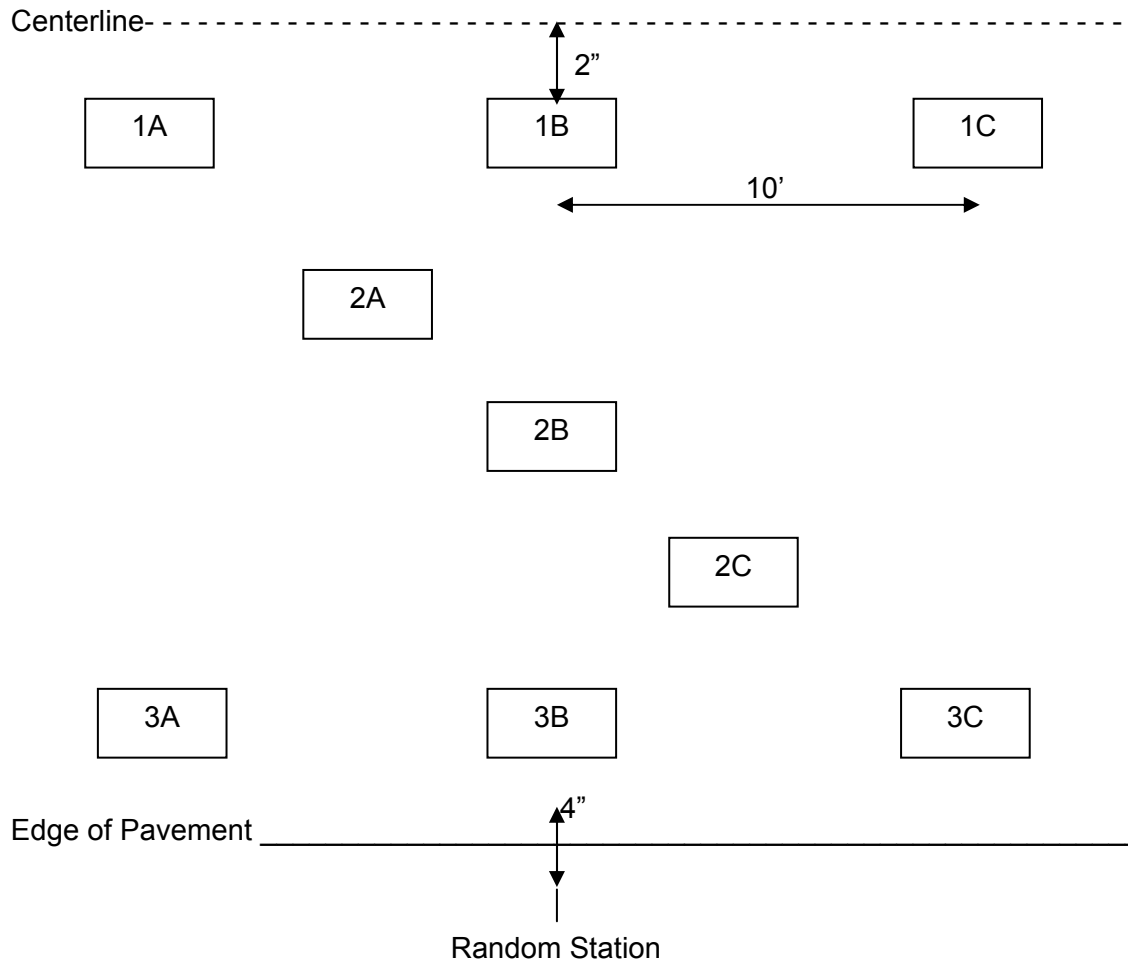 Centerline
2”
1A 1B 1C
10’
2A
2B
2C
3A 3B 3C
4”
Edge of Pavement
Random Station